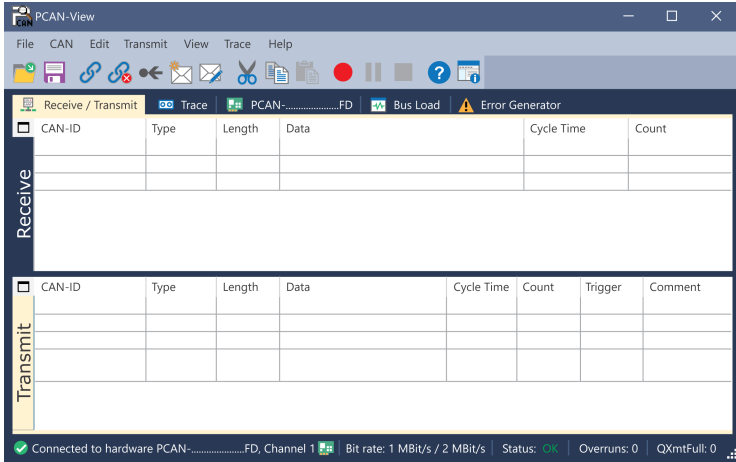 PCAN-View
File CAN Edit Transmit View Trace Help
Receive / Transmit Trace PCAN-.....................FD Bus Load Error Generator
Receive
CAN-ID Type Length Data Cycle Time Count
Transmit
CAN-ID Type Length Data Cycle Time Count Trigger Comment
Connected to hardware PCAN-.....................FD, Channel 1 Bit rate: 1 MBit/s / 2 MBit/s Status: OK Overruns: 0 QXmtFull: 0